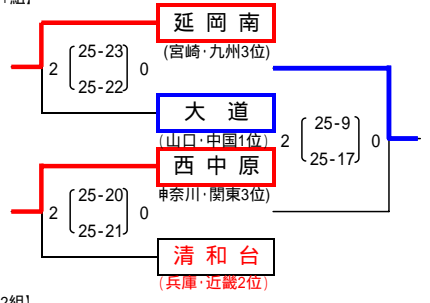 延岡南
(宮崎・九州3位)
2 25-23 0
25-22
大道
(山口・中国1位)
2 25-9 0
25-17
西中原
神奈川・関東3位)
2 25-20 0
25-21
清和台
(兵庫・近畿2位)
2組】